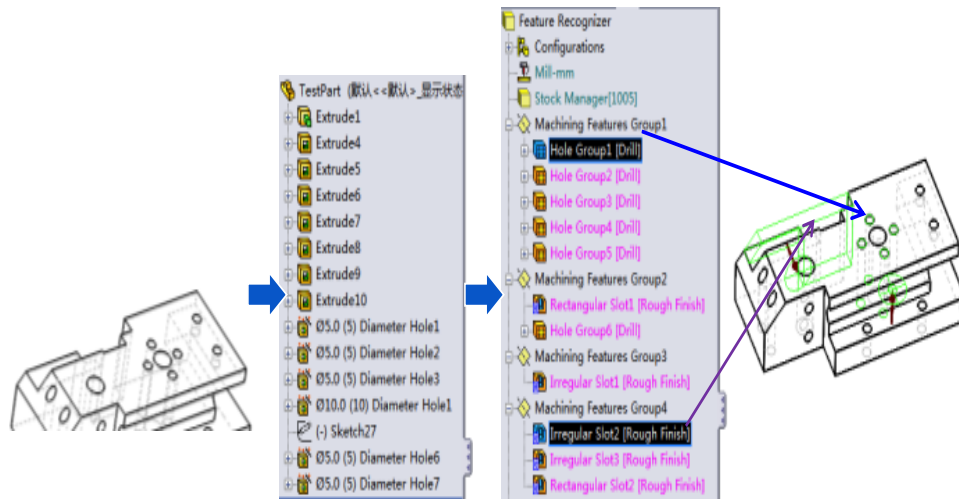 TestPart (默认<<默认>_显示状态
Extrude1
Extrude4
Extrude5
Extrude6
Extrude7
Extrude8
Extrude9
Extrude10
Ø5.0 (5) Diameter Hole1
Ø5.0 (5) Diameter Hole2
Ø5.0 (5) Diameter Hole3
Ø10.0 (10) Diameter Hole1
(-) Sketch27
Ø5.0 (5) Diameter Hole6
Ø5.0 (5) Diameter Hole7
Feature Recognizer
Configurations
Mill-mm
Stock Manager[1005]
Machining Features Group1
Hole Group1 [Drill]
Hole Group2 [Drill]
Hole Group3 [Drill]
Hole Group4 [Drill]
Hole Group5 [Drill]
Machining Features Group2
Rectangular Slot1 [Rough Finish]
Hole Group6 [Drill]
Machining Features Group3
Irregular Slot1 [Rough Finish]
Machining Features Group4
Irregular Slot2 [Rough Finish]
Irregular Slot3 [Rough Finish]
Rectangular Slot2 [Rough Finish]